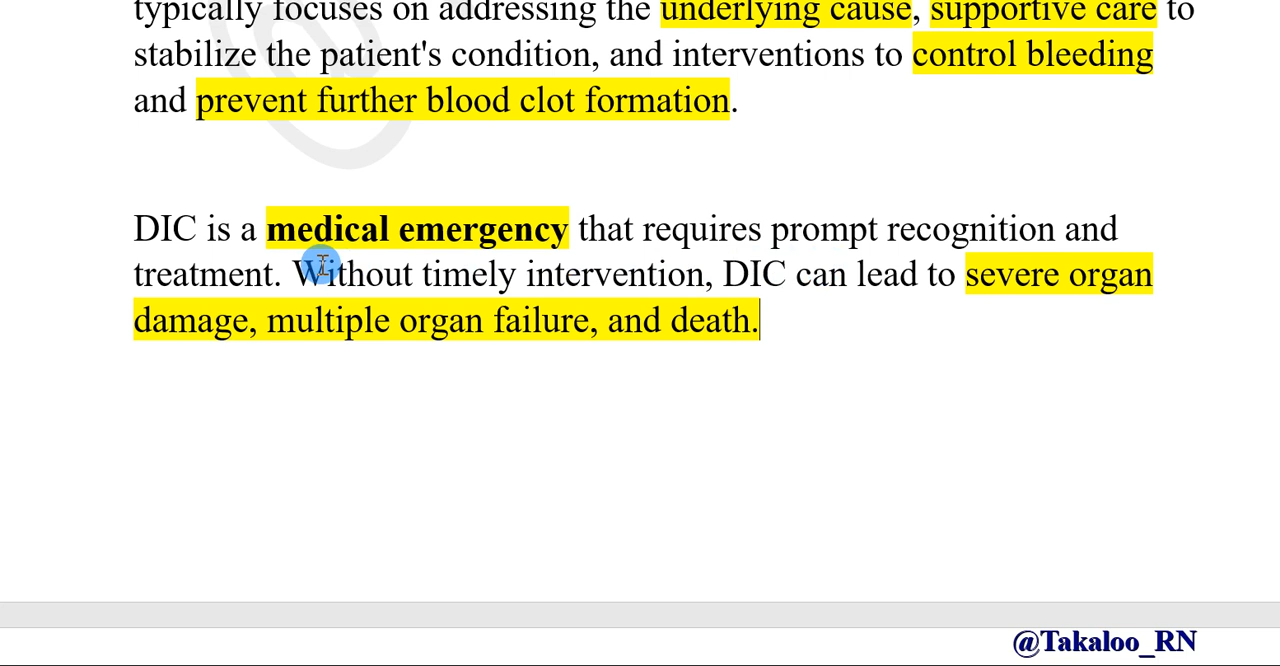 typically focuses on addressing the underlying cause, supportive care to
stabilize the patient's condition, and interventions to control bleeding
and prevent further blood clot formation.
DIC is a medical emergency that requires prompt recognition and
treatment. Without timely intervention, DIC can lead to severe organ
damage, multiple organ failure, and death.
@Takaloo_RN